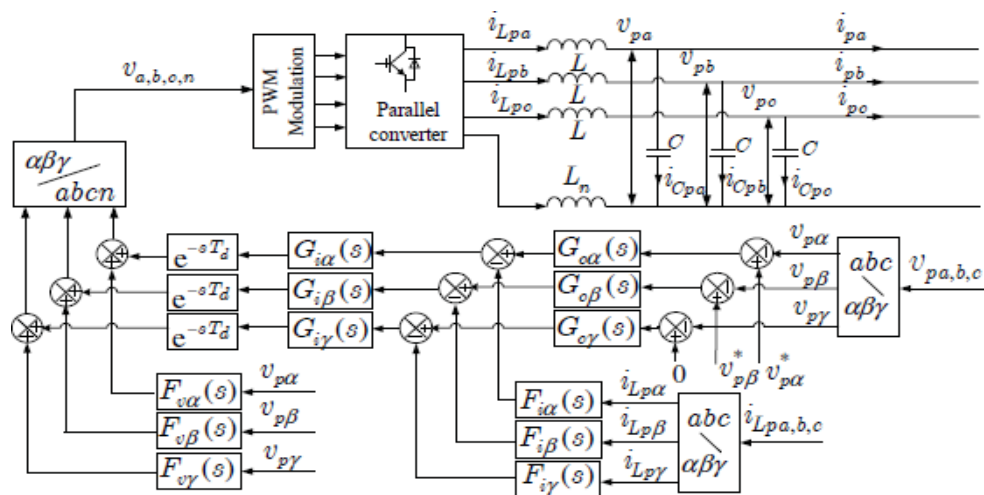 i_{Lpa} v_{pa} i_{pa}
v_{a,b,c,n}
PWM Modulation
Parallel converter
i_{Lpb} L v_{pb} i_{pb}
i_{Lpo} L v_{po} i_{po}
L
αβγ
abcn
L_n
C C C
i_{Cpa} i_{Cpb} i_{Cpo}
e^{-sT_d} G_{iα}(s) G_{oα}(s) v_{pα} abc v_{pa,b,c}
e^{-sT_d} G_{iβ}(s) G_{oβ}(s) v_{pβ}
e^{-sT_d} G_{iγ}(s) G_{oγ}(s) v_{pγ} αβγ
0 v^*_{pβ} v^*_{pα}
F_{vα}(s) v_{pα} F_{iα}(s) i_{Lpα} abc i_{Lpa,b,c}
F_{vβ}(s) v_{pβ} F_{iβ}(s) i_{Lpβ}
F_{vγ}(s) v_{pγ} F_{iγ}(s) i_{Lpγ} αβγ